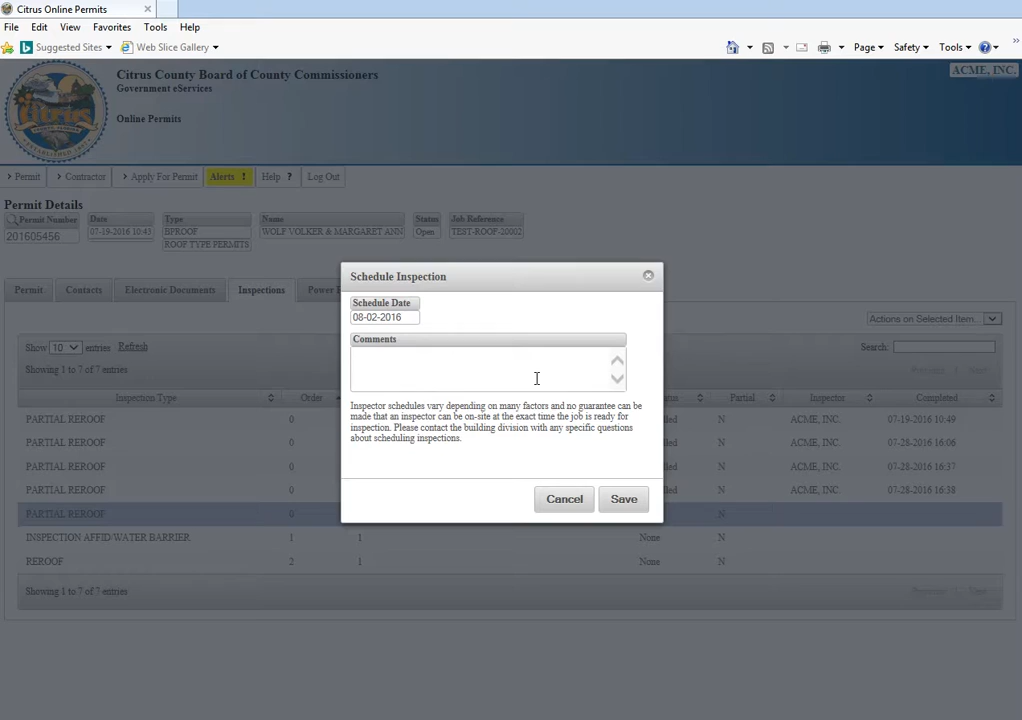 Citrus Online Permits
File Edit View Favorites Tools Help
Suggested Sites Web Slice Gallery Page Safety Tools
Citrus County Board of County Commissioners
ACME, INC.
Government eServices
Online Permits
Permit Contractor Apply For Permit Alerts ! Help ? Log Out
Permit Details
Permit Number Date Type Name Status Job Reference
201605456 07-19-2016 10:43 BPROOF WOLF VOLKER & MARGARET ANN Open TEST-ROOF-20002
ROOF TYPE PERMITS
Permit Contacts Electronic Documents Inspections Power
Actions on Selected Item...
Show 10 entries Refresh Search:
Showing 1 to 7 of 7 entries Previous Next
Inspection Type Order Partial Inspector Completed
PARTIAL REROOF 0 N ACME, INC. 07-19-2016 10:49
PARTIAL REROOF 0 N ACME, INC. 07-28-2016 16:06
PARTIAL REROOF 0 N ACME, INC. 07-28-2016 16:37
PARTIAL REROOF 0 N ACME, INC. 07-28-2016 16:38
PARTIAL REROOF 0 N
INSPECTION AFFID/WATER BARRIER 1 1 None N
REROOF 2 1 None N
Showing 1 to 7 of 7 entries Previous Next
Schedule Inspection
Schedule Date
08-02-2016
Comments
Inspector schedules vary depending on many factors and no guarantee can be
made that an inspector can be on-site at the exact time the job is ready for
inspection. Please contact the building division with any specific questions
about scheduling inspections.
Cancel Save